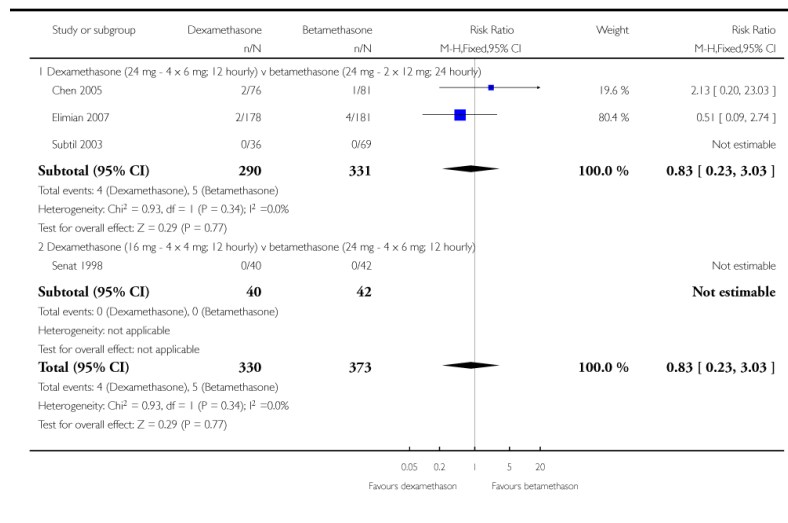 Study or subgroup Dexamethasone Betamethasone Risk Ratio Weight Risk Ratio
n/N n/N M-H,Fixed,95% CI M-H,Fixed,95% CI
1 Dexamethasone (24 mg - 4 x 6 mg; 12 hourly) v betamethasone (24 mg - 2 x 12 mg; 24 hourly)
Chen 2005 2/76 1/81 19.6 % 2.13 [ 0.20, 23.03 ]
Elimian 2007 2/178 4/181 80.4 % 0.51 [ 0.09, 2.74 ]
Subtil 2003 0/36 0/69 Not estimable
Subtotal (95% CI) 290 331 100.0 % 0.83 [ 0.23, 3.03 ]
Total events: 4 (Dexamethasone), 5 (Betamethasone)
Heterogeneity: Chi² = 0.93, df = 1 (P = 0.34); I² =0.0%
Test for overall effect: Z = 0.29 (P = 0.77)
2 Dexamethasone (16 mg - 4 x 4 mg; 12 hourly) v betamethasone (24 mg - 4 x 6 mg; 12 hourly)
Senat 1998 0/40 0/42 Not estimable
Subtotal (95% CI) 40 42 Not estimable
Total events: 0 (Dexamethasone), 0 (Betamethasone)
Heterogeneity: not applicable
Test for overall effect: not applicable
Total (95% CI) 330 373 100.0 % 0.83 [ 0.23, 3.03 ]
Total events: 4 (Dexamethasone), 5 (Betamethasone)
Heterogeneity: Chi² = 0.93, df = 1 (P = 0.34); I² =0.0%
Test for overall effect: Z = 0.29 (P = 0.77)
0.05 0.2 1 5 20
Favours dexamethason Favours betamethason